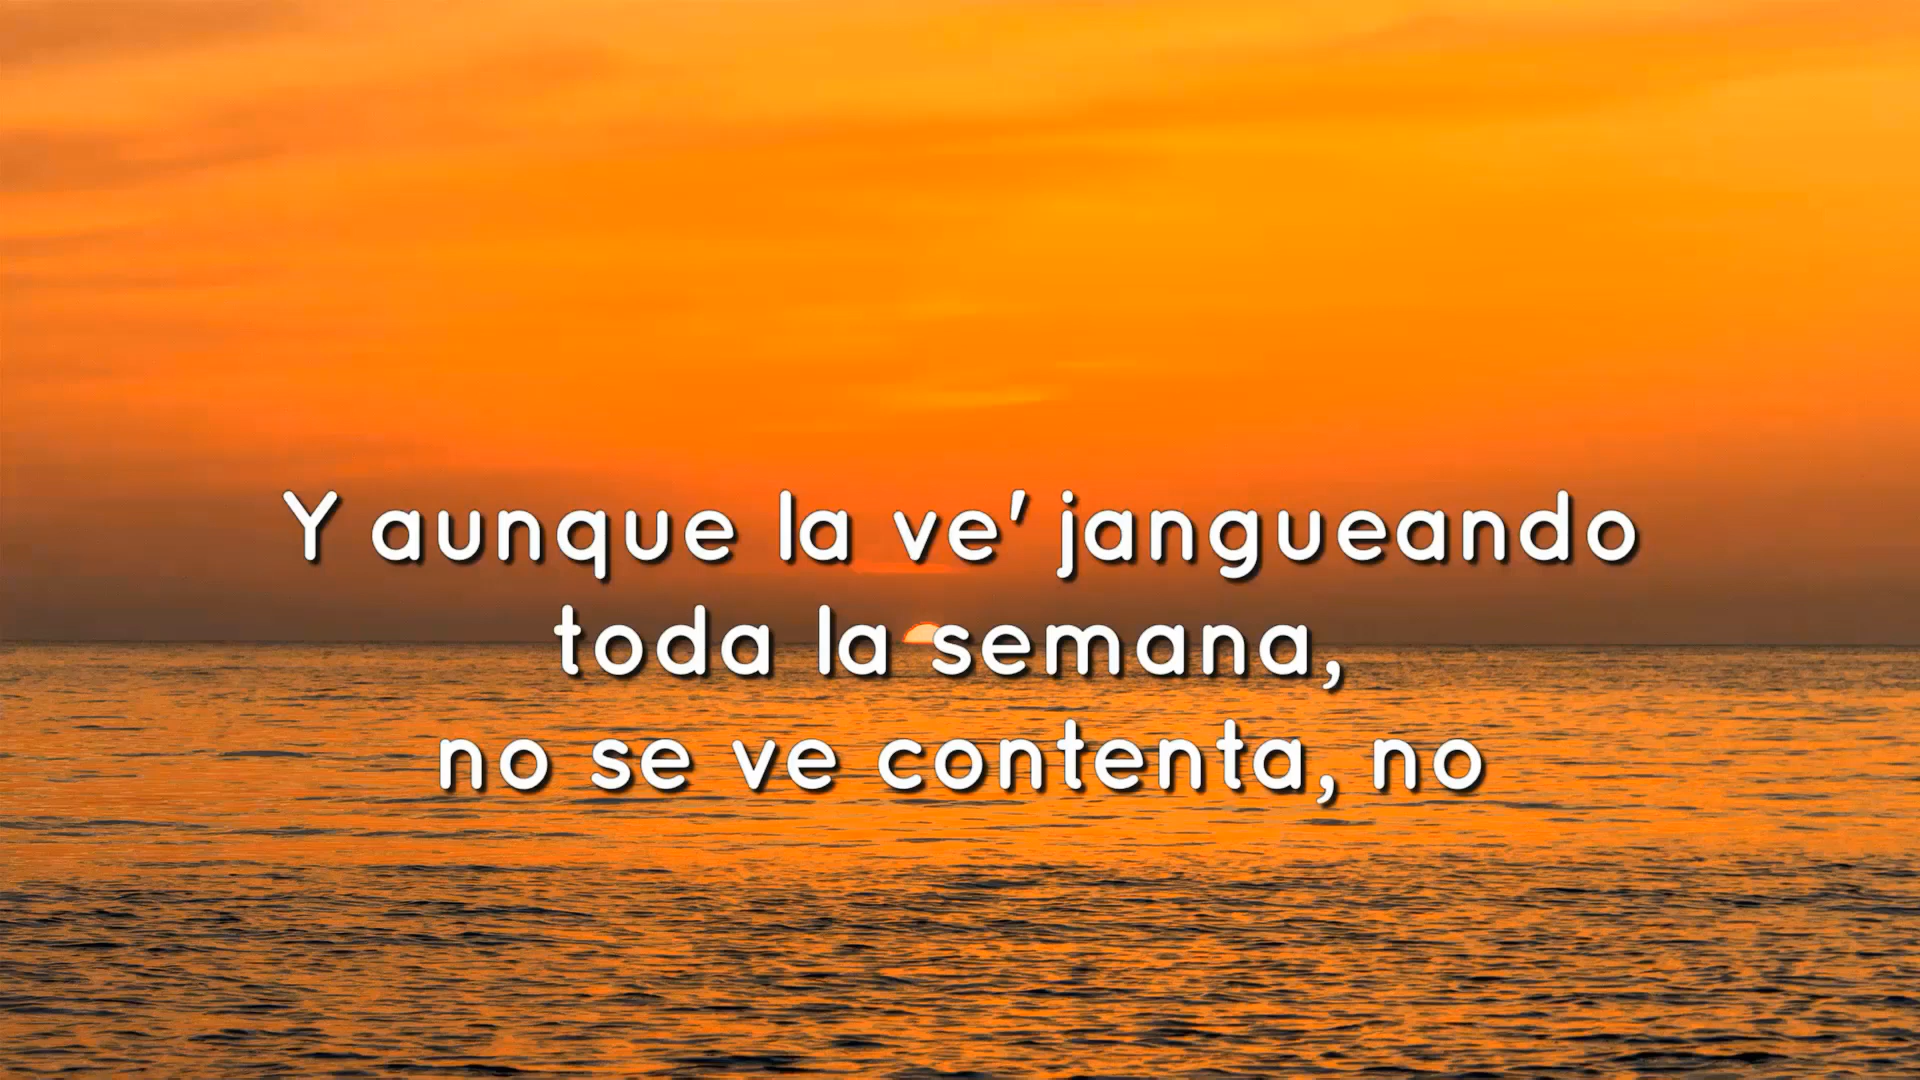 Y aunque la ve' jangueando
toda la semana,
no se ve contenta, no